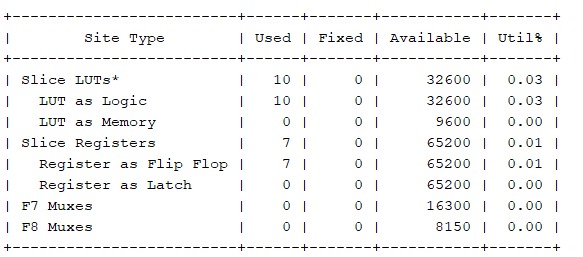 +----------------------------+------+-------+-----------+-------+
|          Site Type         | Used | Fixed | Available | Util% |
+----------------------------+------+-------+-----------+-------+
| Slice LUTs*                |   10 |     0 |     32600 |  0.03 |
|   LUT as Logic             |   10 |     0 |     32600 |  0.03 |
|   LUT as Memory            |    0 |     0 |      9600 |  0.00 |
| Slice Registers            |    7 |     0 |     65200 |  0.01 |
|   Register as Flip Flop    |    7 |     0 |     65200 |  0.01 |
|   Register as Latch        |    0 |     0 |     65200 |  0.00 |
| F7 Muxes                   |    0 |     0 |     16300 |  0.00 |
| F8 Muxes                   |    0 |     0 |      8150 |  0.00 |
+----------------------------+------+-------+-----------+-------+